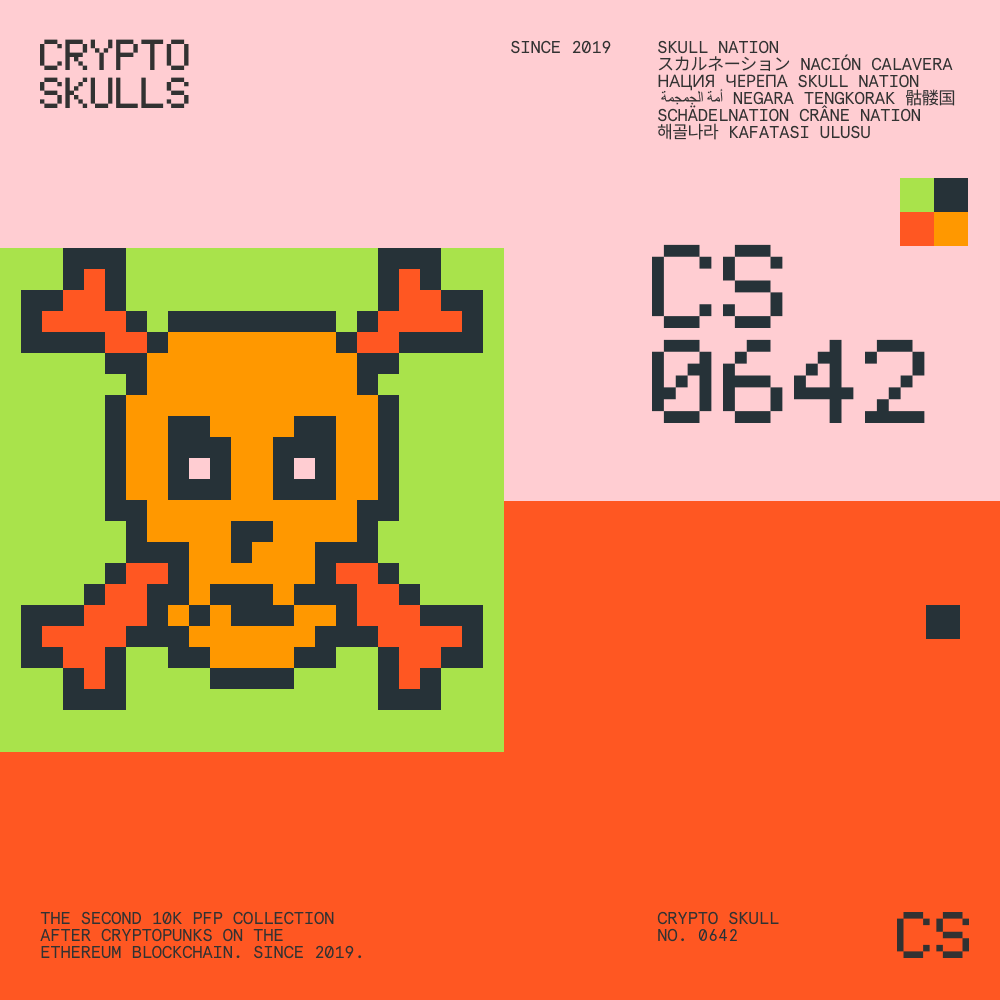 CRYPTO
SKULLS
SINCE 2019
SKULL NATION
スカルネーション NACIÓN CALAVERA
НАЦИЯ ЧЕРЕПА SKULL NATION
أمة الجمجمة NEGARA TENGKORAK 骷髅国
SCHÄDELNATION CRÂNE NATION
해골나라 KAFATASI ULUSU
CS
0642
THE SECOND 10K PFP COLLECTION
AFTER CRYPTOPUNKS ON THE
ETHEREUM BLOCKCHAIN. SINCE 2019.
CRYPTO SKULL
NO. 0642
CS